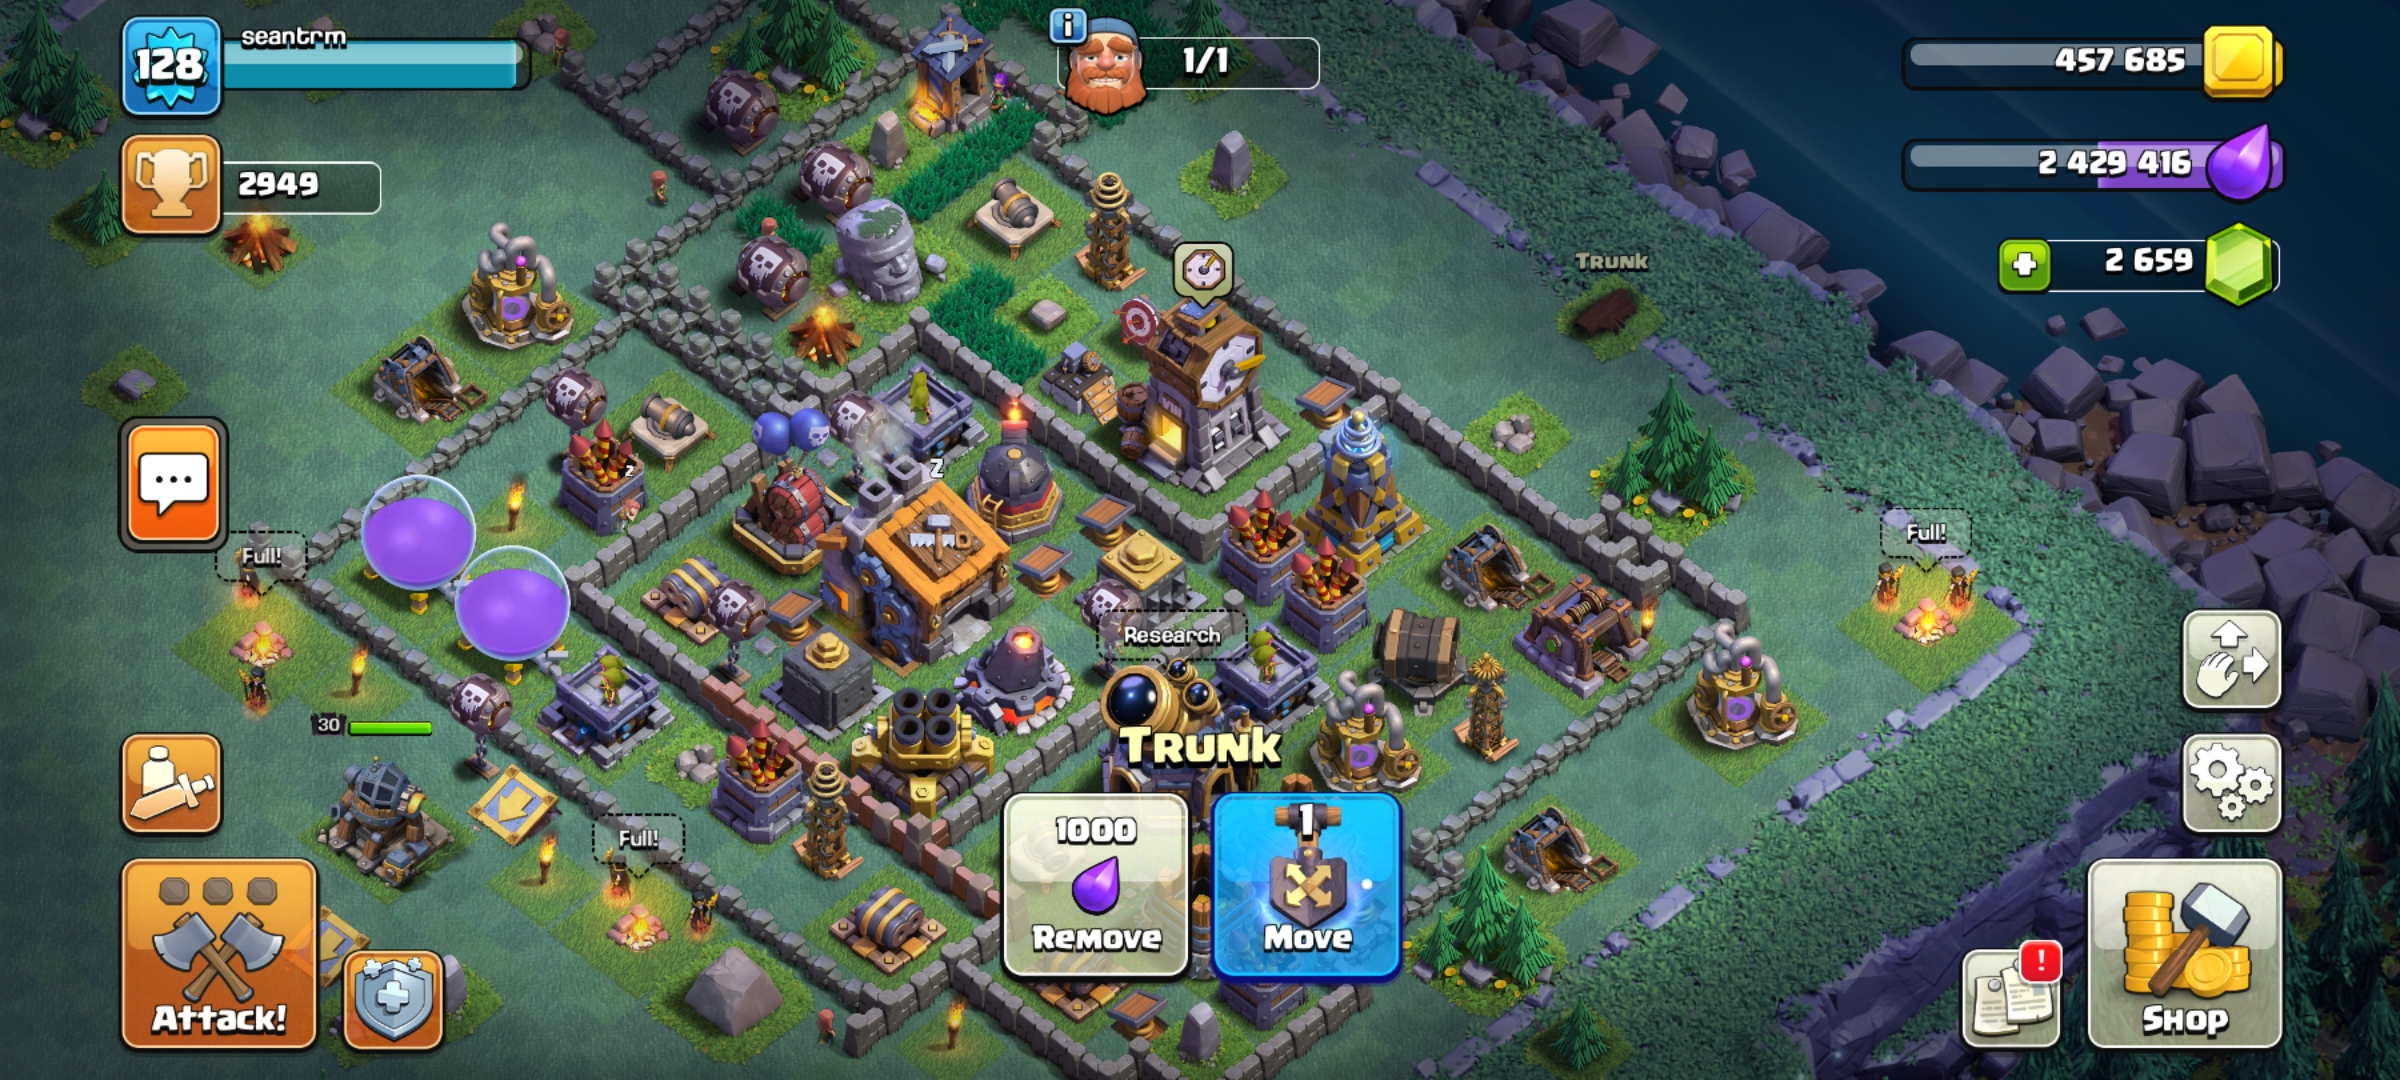 128
seantrm
1/1
457 685
2949
2 429 416
2 659
Trunk
z
z
Full!
Full!
Research
30
Trunk
Full!
1000
1
Remove
Move
Attack!
!
Shop